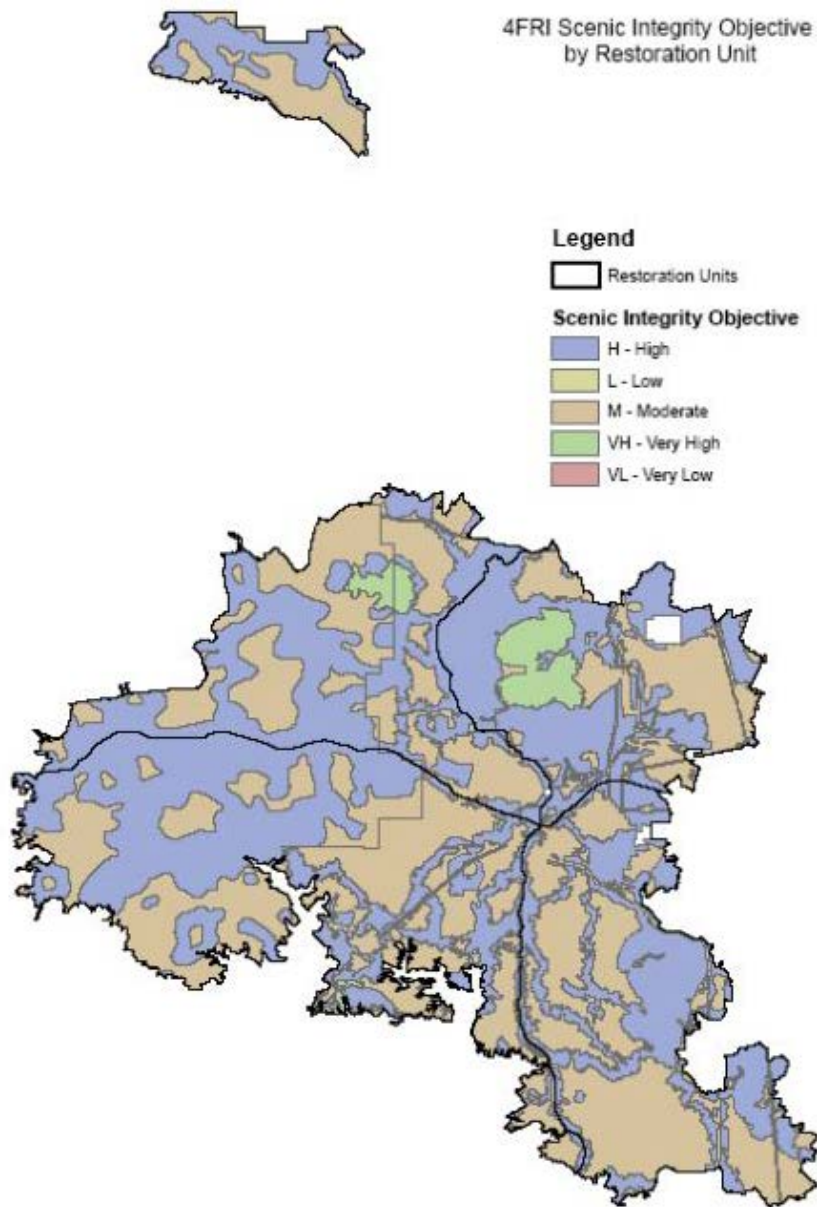 4FRI Scenic Integrity Objective
by Restoration Unit
Legend
Restoration Units
Scenic Integrity Objective
H - High
L - Low
M - Moderate
VH - Very High
VL - Very Low